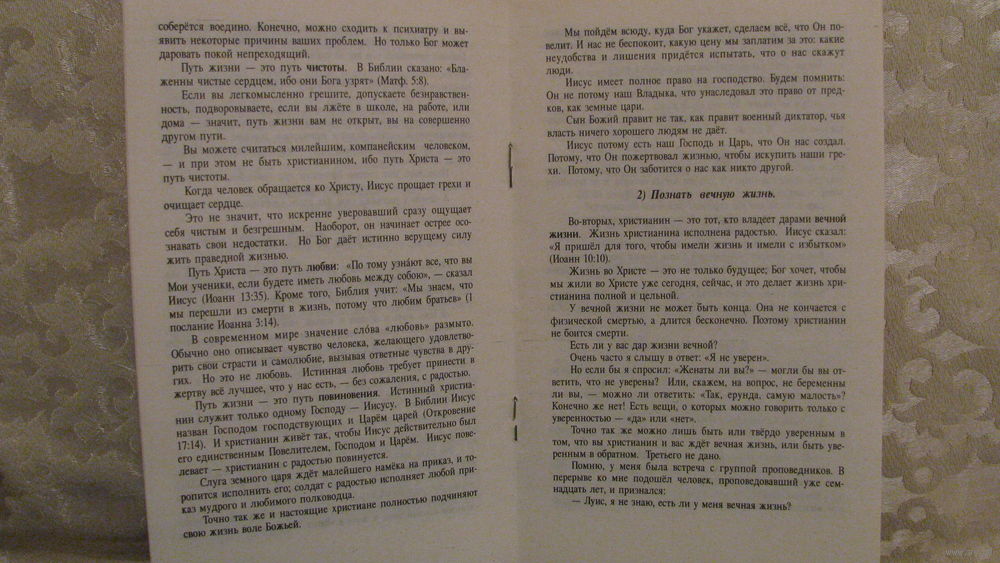 соберётся воедино. Конечно, можно сходить к психиатру и вы-
явить некоторые причины ваших проблем. Но только Бог может
даровать покой непреходящий.
Путь жизни — это путь чистоты. В Библии сказано: «Бла-
женны чистые сердцем, ибо они Бога узрят» (Матф. 5:8).
Если вы легкомысленно грешите, допускаете безнравствен-
ность, подворовываете, если вы лжёте в школе, на работе, или
дома — значит, путь жизни вам не открыт, вы на совершенно
другом пути.
Вы можете считаться милейшим, компанейским человеком,
— и при этом не быть христианином, ибо путь Христа — это
путь чистоты.
Когда человек обращается ко Христу, Иисус прощает грехи и
очищает сердце.
Это не значит, что искренне уверовавший сразу ощущает
себя чистым и безгрешным. Наоборот, он начинает острее осо-
знавать свои недостатки. Но Бог даёт истинно верущему силу
жить праведной жизнью.
Путь Христа — это путь любви: «По тому узна́ют все, что вы
Мои ученики, если будете иметь любовь между собою», — сказал
Иисус (Иоанн 13:35). Кроме того, Библия учит: «Мы знаем, что
мы перешли из смерти в жизнь, потому что любим братьев» (1
послание Иоанна 3:14).
В современном мире значение сло́ва «любовь» размыто.
Обычно оно описывает чувство человека, желающего удовлетво-
рить свои страсти и самолюбие, вызывая ответные чувства в дру-
гих. Но это не любовь. Истинная любовь требует принести в
жертву всё лучшее, что у нас есть, — без сожаления, с радостью.
Путь жизни — это путь повиновения. Истинный христиа-
нин служит только одному Господу — Иисусу. В Библии Иисус
назван Господом господствующих и Царём царей (Откровение
17:14). И христианин живёт так, чтобы Иисус действительно был
его единственным Повелителем, Господом и Царём. Иисус пове-
левает — христианин с радостью повинуется.
Слуга земного царя ждёт малейшего намёка на приказ, и то-
ропится исполнить его; солдат с радостью исполняет любой при-
каз мудрого и любимого полководца.
Точно так же и настоящие христиане полностью подчиняют
свою жизнь воле Божьей.
Мы пойдём всюду, куда Бог укажет, сделаем всё, что Он по-
велит. И нас не беспокоит, какую цену мы заплатим за это: какие
неудобства и лишения придётся испытать, что о нас скажут
люди.
Иисус имеет полное право на господство. Будем помнить:
Он не потому наш Владыка, что унаследовал это право от пред-
ков, как земные цари.
Сын Божий правит не так, как правит военный диктатор, чья
власть ничего хорошего людям не даёт.
Иисус потому есть наш Господь и Царь, что Он нас создал.
Потому, что Он пожертвовал жизнью, чтобы искупить наши гре-
хи. Потому, что Он заботится о нас как никто другой.
2) Познать вечную жизнь.
Во-вторых, христианин — это тот, кто владеет дарами вечной
жизни. Жизнь христианина исполнена радостью. Иисус сказал:
«Я пришёл для того, чтобы имели жизнь и имели с избытком»
(Иоанн 10:10).
Жизнь во Христе — это не только будущее; Бог хочет, чтобы
мы жили во Христе уже сегодня, сейчас, и это делает жизнь хри-
стианина полной и цельной.
У вечной жизни не может быть конца. Она не кончается с
физической смертью, а длится бесконечно. Поэтому христианин
не боится смерти.
Есть ли у вас дар жизни вечной?
Очень часто я слышу в ответ: «Я не уверен».
Но если бы я спросил: «Женаты ли вы?» — могли бы вы от-
ветить, что не уверены? Или, скажем, на вопрос, не беременны
ли вы, — можно ли ответить: «Так, ерунда, самую малость»?
Конечно же нет! Есть вещи, о которых можно говорить только с
уверенностью — «да» или «нет».
Точно так же можно лишь быть или твёрдо уверенным в
том, что вы христианин и вас ждёт вечная жизнь, или быть уве-
ренным в обратном. Третьего не дано.
Помню, у меня была встреча с группой проповедников. В
перерыве ко мне подошёл человек, проповедовавший уже сем-
надцать лет, и признался:
— Луис, я не знаю, есть ли у меня вечная жизнь?